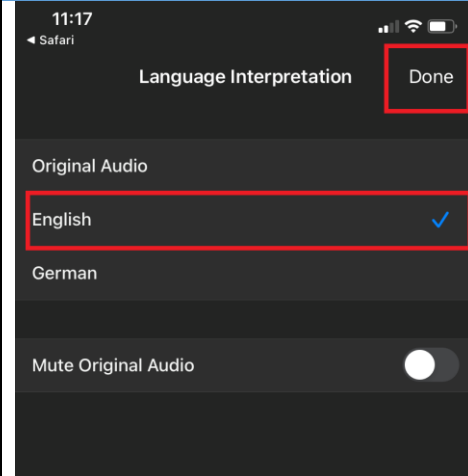 11:17
◄ Safari
Language Interpretation
Done
Original Audio
English
German
Mute Original Audio